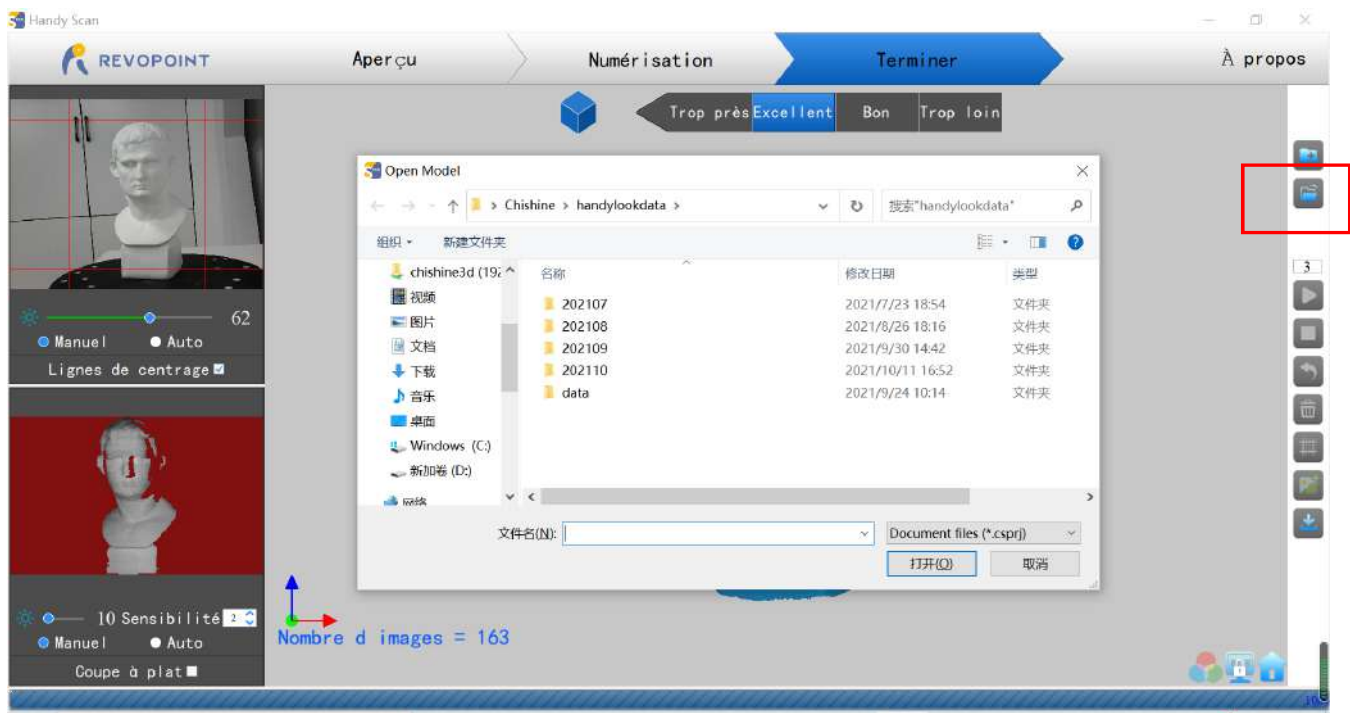 Handy Scan
REVOPOINT
Aperçu
Numérisation
Terminer
À propos
Trop près Excellent Bon Trop loin
Open Model
Chishine > handylookdata >
搜索"handylookdata"
组织
新建文件夹
名称
修改日期
类型
chishine3d (192
视频
图片
文档
下载
音乐
桌面
Windows (C:)
新加卷 (D:)
网络
202107 2021/7/23 18:54 文件夹
202108 2021/8/26 18:16 文件夹
202109 2021/9/30 14:42 文件夹
202110 2021/10/11 16:52 文件夹
data 2021/9/24 10:14 文件夹
文件名(N):
Document files (*.csprj)
打开(O)
取消
3
62
Manuel Auto
Lignes de centrage
10 Sensibilité 2
Manuel Auto
Coupe à plat
Nombre d images = 163